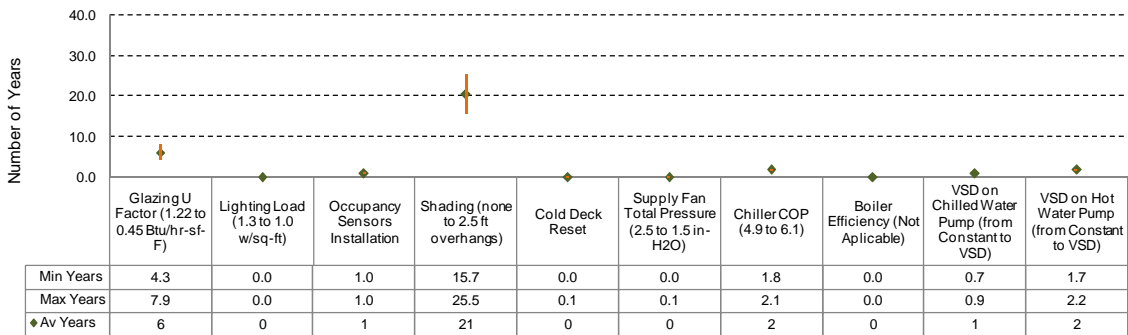 Number of Years
40.0
30.0
20.0
10.0
0.0
Glazing U
Factor (1.22 to
0.45 Btu/hr-sf-
F)
Lighting Load
(1.3 to 1.0
w/sq-ft)
Occupancy
Sensors
Installation
Shading (none
to 2.5 ft
overhangs)
Cold Deck
Reset
Supply Fan
Total Pressure
(2.5 to 1.5 in-
H2O)
Chiller COP
(4.9 to 6.1)
Boiler
Efficiency (Not
Aplicable)
VSD on
Chilled Water
Pump (from
Constant to
VSD)
VSD on Hot
Water Pump
(from Constant
to VSD)
Min Years 4.3 0.0 1.0 15.7 0.0 0.0 1.8 0.0 0.7 1.7
Max Years 7.9 0.0 1.0 25.5 0.1 0.1 2.1 0.0 0.9 2.2
Av Years 6 0 1 21 0 0 2 0 1 2